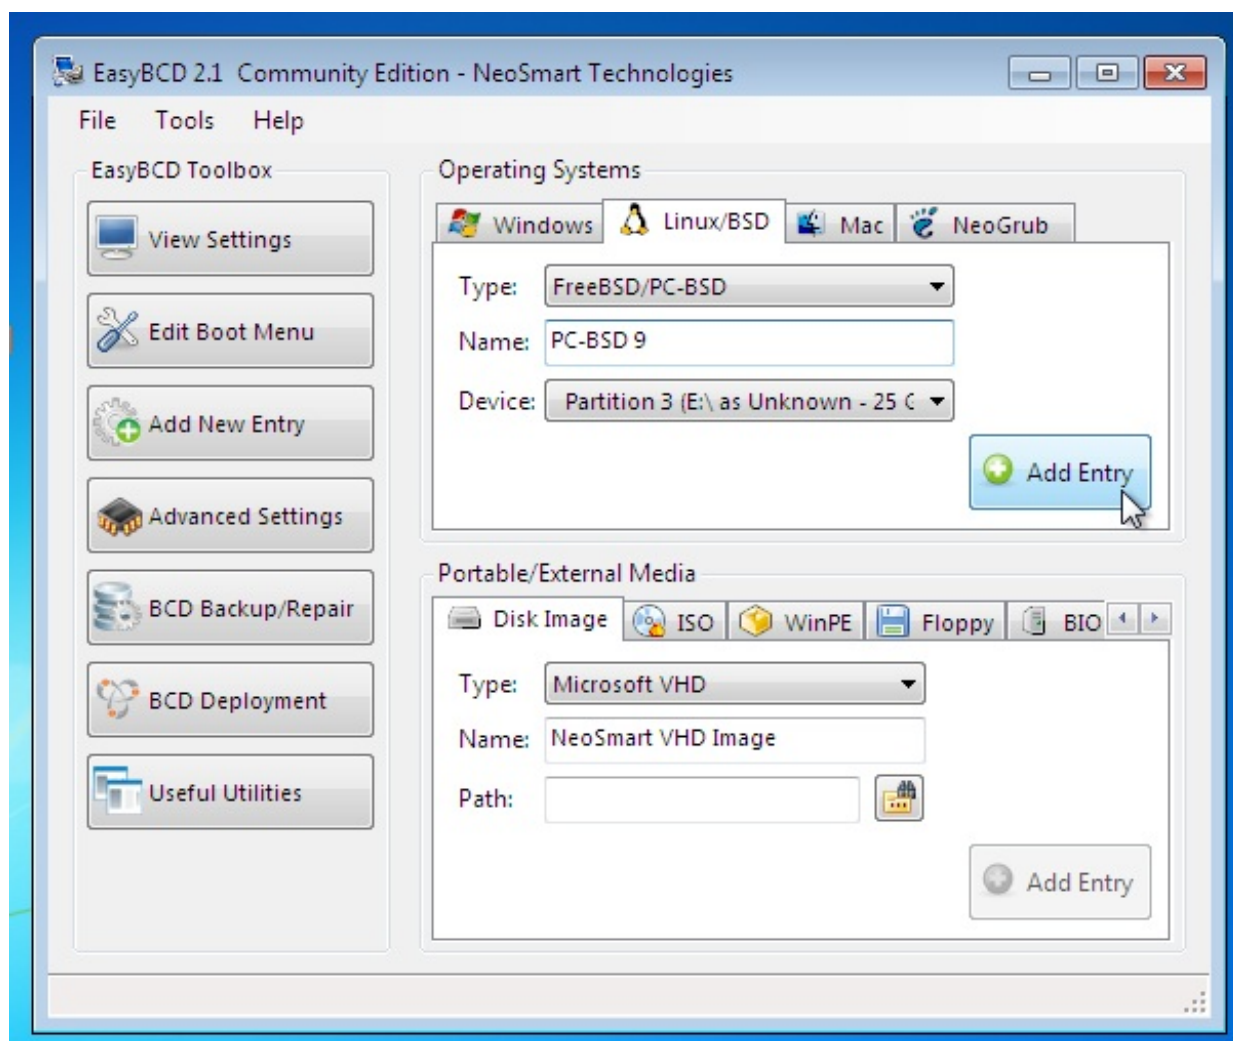 EasyBCD 2.1 Community Edition - NeoSmart Technologies
File Tools Help
EasyBCD Toolbox
View Settings
Edit Boot Menu
Add New Entry
Advanced Settings
BCD Backup/Repair
BCD Deployment
Useful Utilities
Operating Systems
Windows Linux/BSD Mac NeoGrub
Type: FreeBSD/PC-BSD
Name: PC-BSD 9
Device: Partition 3 (E:\ as Unknown - 25 G
Add Entry
Portable/External Media
Disk Image ISO WinPE Floppy BIO
Type: Microsoft VHD
Name: NeoSmart VHD Image
Path:
Add Entry